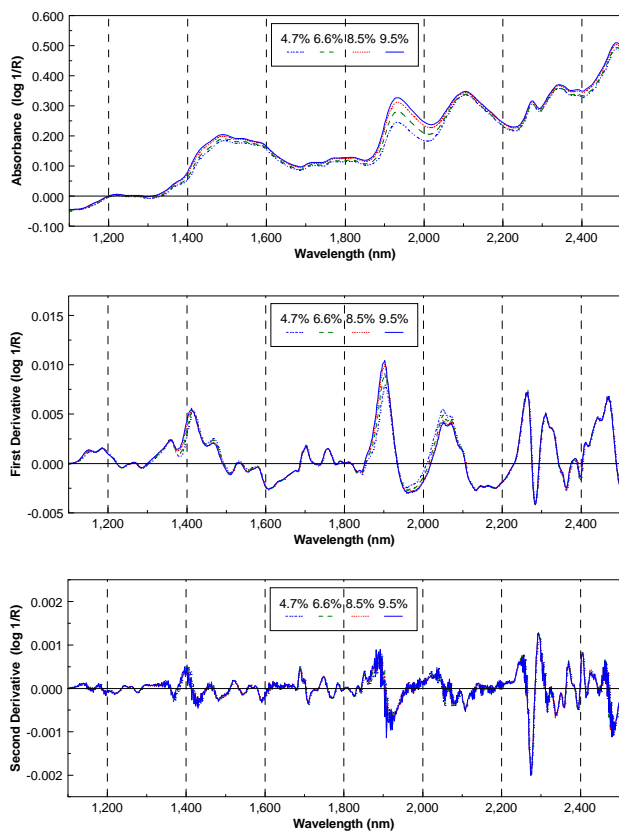 0.600
0.500
0.400
0.300
0.200
0.100
0.000
-0.100
Absorbance (log 1/R)
4.7% 6.6% 8.5% 9.5%
1,200 1,400 1,600 1,800 2,000 2,200 2,400
Wavelength (nm)
0.015
0.010
0.005
0.000
-0.005
First Derivative (log 1/R)
4.7% 6.6% 8.5% 9.5%
1,200 1,400 1,600 1,800 2,000 2,200 2,400
Wavelength (nm)
0.002
0.001
0.000
-0.001
-0.002
Second Derivative (log 1/R)
4.7% 6.6% 8.5% 9.5%
1,200 1,400 1,600 1,800 2,000 2,200 2,400
Wavelength (nm)